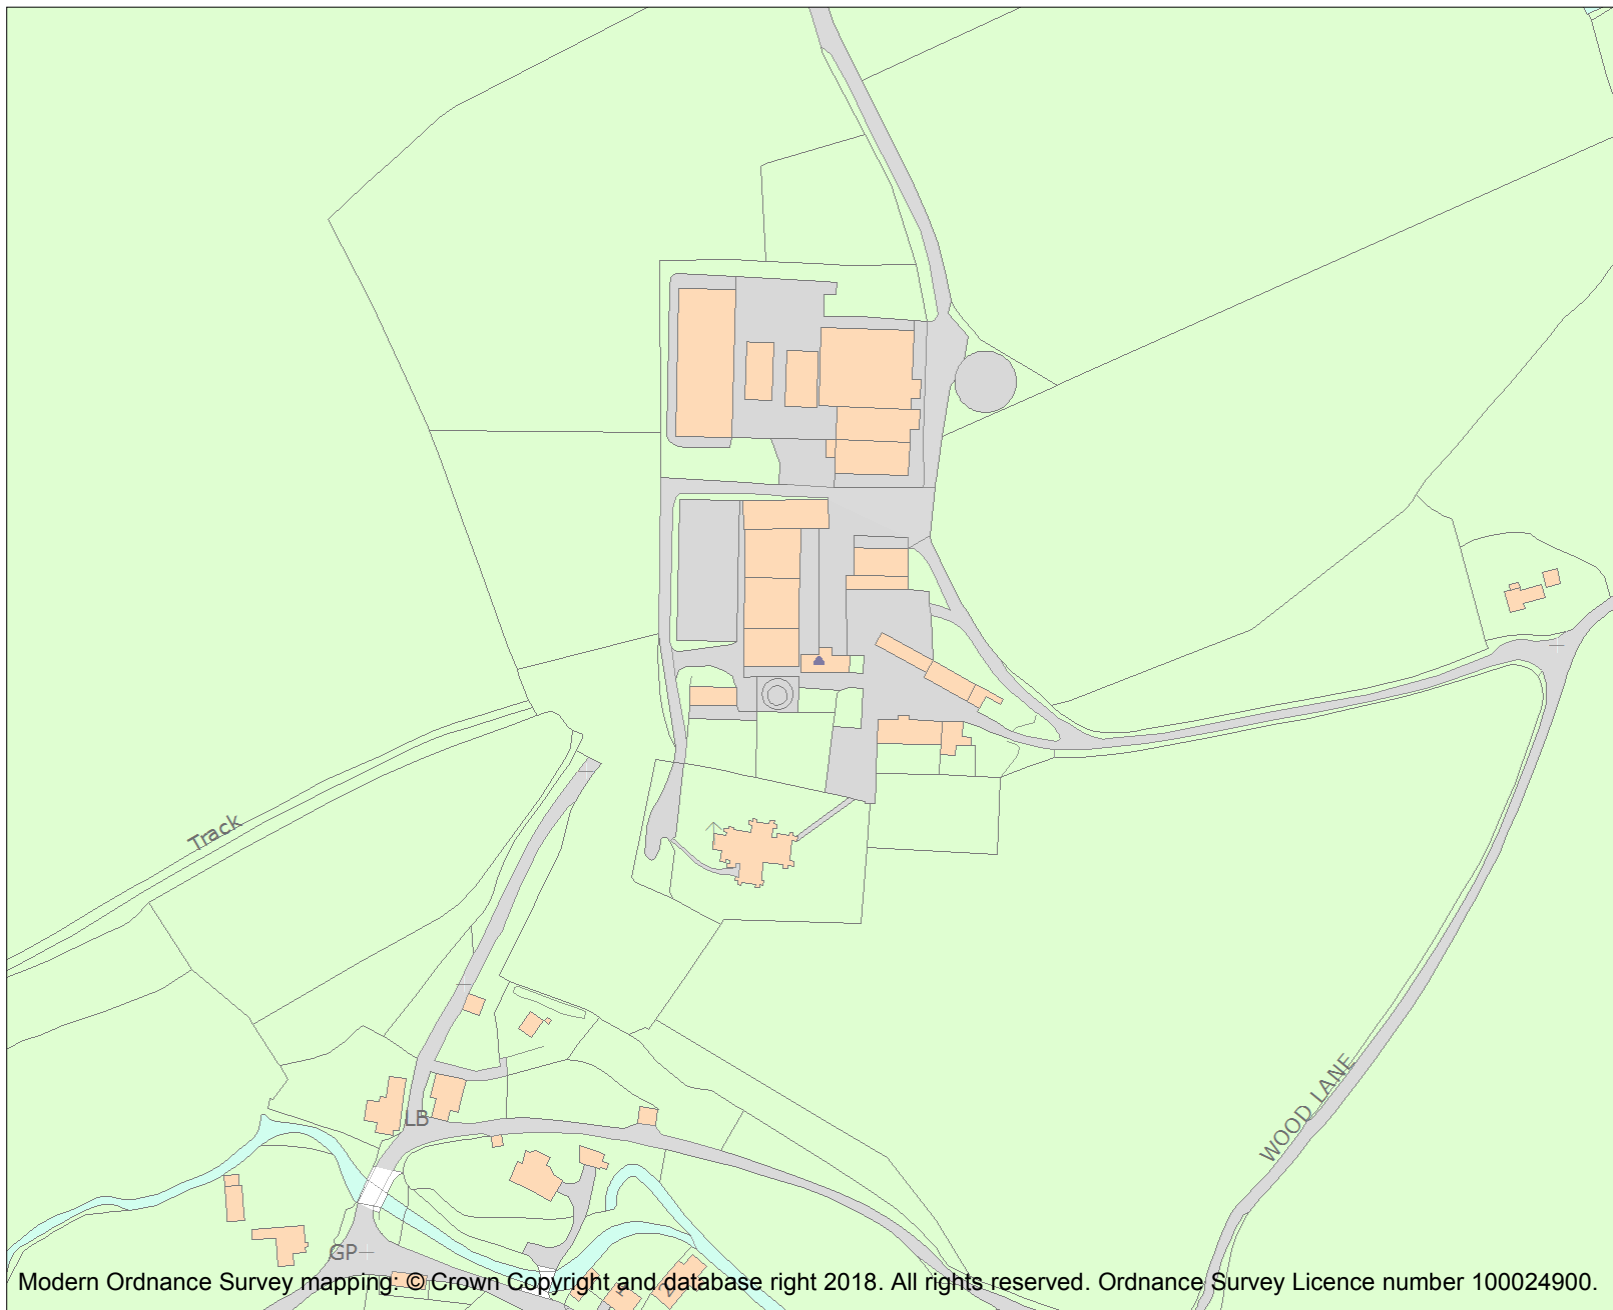 Track
WOOD LANE
LB
GP
Modern Ordnance Survey mapping: © Crown Copyright and database right 2018. All rights reserved. Ordnance Survey Licence number 100024900.